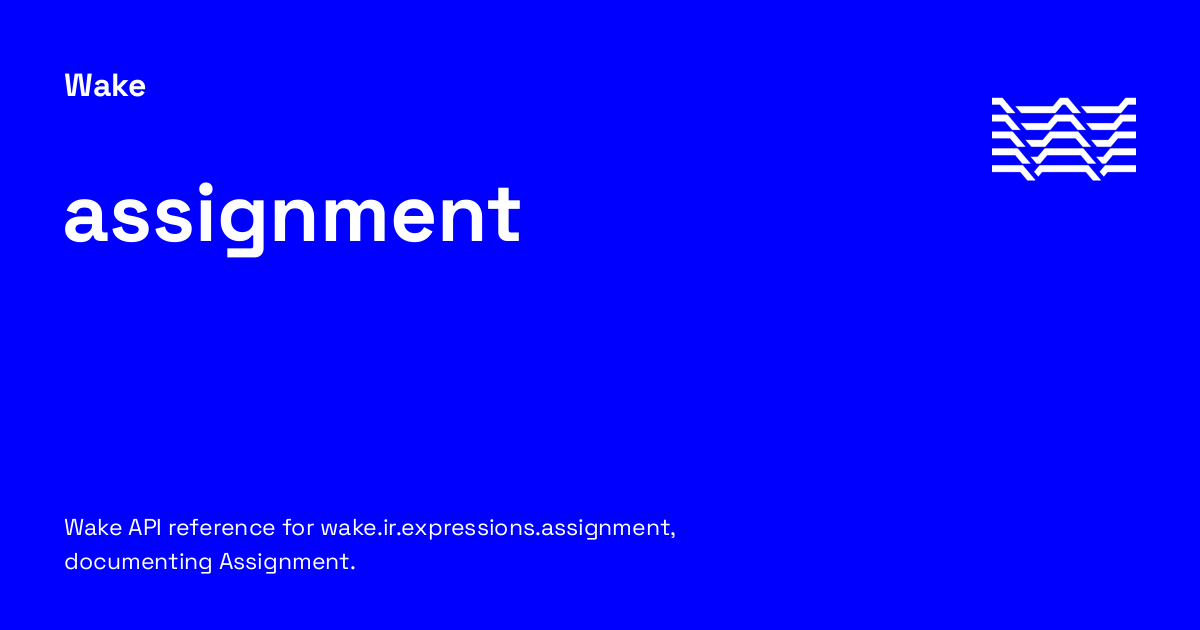 Wake
assignment
Wake API reference for wake.ir.expressions.assignment,
documenting Assignment.